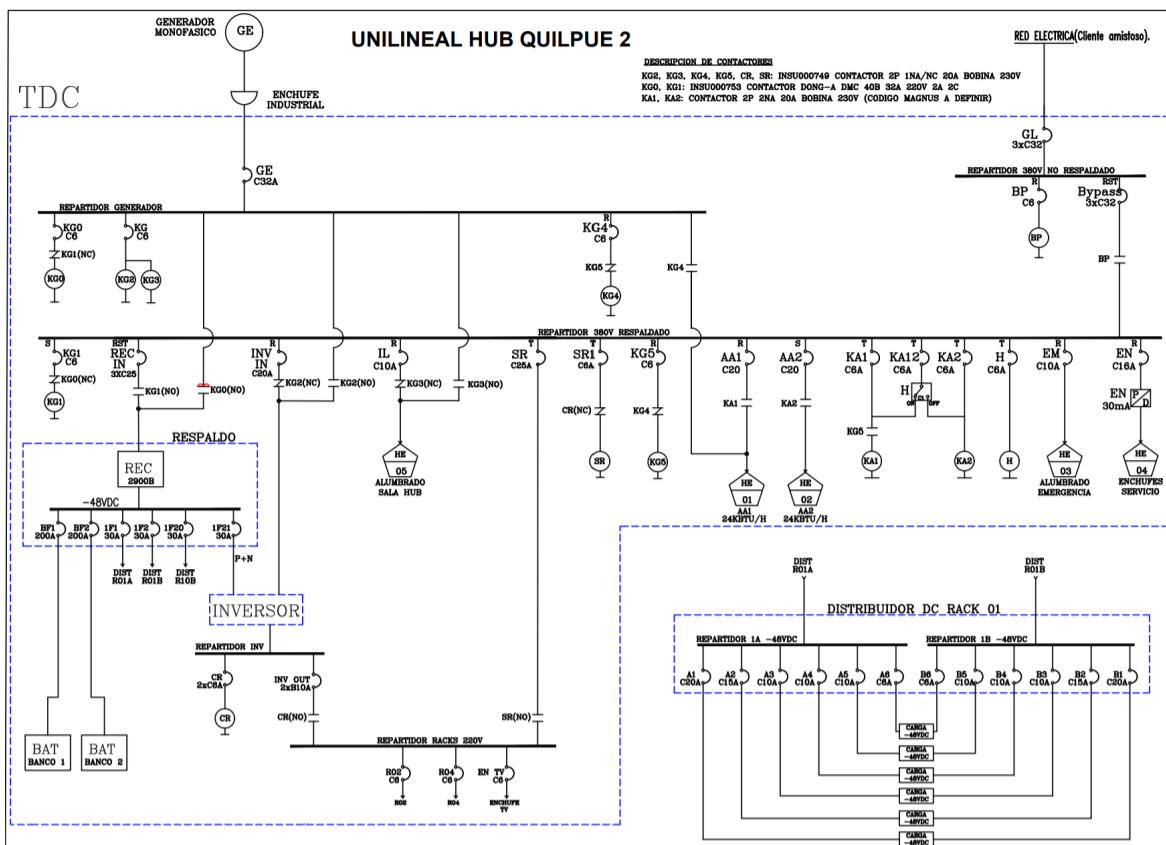 GENERADOR
MONOFASICO
GE
UNILINEAL HUB QUILPUE 2
RED ELECTRICA(Cliente amistoso).
DESCRIPCION DE CONTACTORES
KG2, KG3, KG4, KG5, CR, SR: INSU000749 CONTACTOR 2P 1NA/NC 20A BOBINA 230V
KG0, KG1: INSU000753 CONTACTOR DONG-A DMC 40B 32A 220V 2A 2C
KA1, KA2: CONTACTOR 2P 2NA 20A BOBINA 230V (CODIGO MAGNUS A DEFINIR)
TDC
ENCHUFE
INDUSTRIAL
GE
C32A
GL
3xC32
REPARTIDOR 380V NO RESPALDADO
R
BP
C6
BP
RST
Bypass
3xC32
BP
REPARTIDOR GENERADOR
KG0
C6
KG1(NC)
KG0
KG
C6
KG2
KG3
R
KG4
C6
KG5
KG4
KG4
REPARTIDOR 380V RESPALDADO
S
KG1
C6
KG0(NC)
KG1
RST
REC
IN
3XC25
KG1(NO)
KG0(NO)
R
INV
IN
C20A
KG2(NC)
KG2(NO)
R
IL
C10A
KG3(NC)
KG3(NO)
HE
05
ALUMBRADO
SALA HUB
T
SR
C25A
T
SR1
C6A
CR(NC)
SR
R
KG5
C6
KG4
KG5
R
AA1
C20
KA1
HE
01
AA1
24KBTU/H
S
AA2
C20
KA2
HE
02
AA2
24KBTU/H
T
KA1
C6A
KG5
KA1
T
KA12
C6A
H
C1
ON
OFF
T
KA2
C6A
KA2
T
H
C6A
H
R
EM
C10A
HE
03
ALUMBRADO
EMERGENCIA
R
EN
C16A
EN
30mA
P
D
HE
04
ENCHUFES
SERVICIO
RESPALDO
REC
2900B
-48VDC
BF1
200A
BF2
200A
1F1
30A
1F2
30A
1F20
30A
1F21
30A
DIST
R01A
DIST
R01B
DIST
R10B
P+N
INVERSOR
REPARTIDOR INV
CR
2xC6A
CR
INV OUT
2xB10A
CR(NO)
SR(NO)
BAT
BANCO 1
BAT
BANCO 2
REPARTIDOR RACKS 220V
R02
C6
R02
R04
C6
R04
EN TV
C6
ENCHUFE
TV
DIST
R01A
DIST
R01B
DISTRIBUIDOR DC RACK 01
REPARTIDOR 1A -48VDC
REPARTIDOR 1B -48VDC
A1
C20A
A2
C15A
A3
C10A
A4
C10A
A5
C10A
A6
C6A
B6
C6A
B5
C10A
B4
C10A
B3
C10A
B2
C15A
B1
C20A
CARGA
-48VDC
CARGA
-48VDC
CARGA
-48VDC
CARGA
-48VDC
CARGA
-48VDC
CARGA
-48VDC